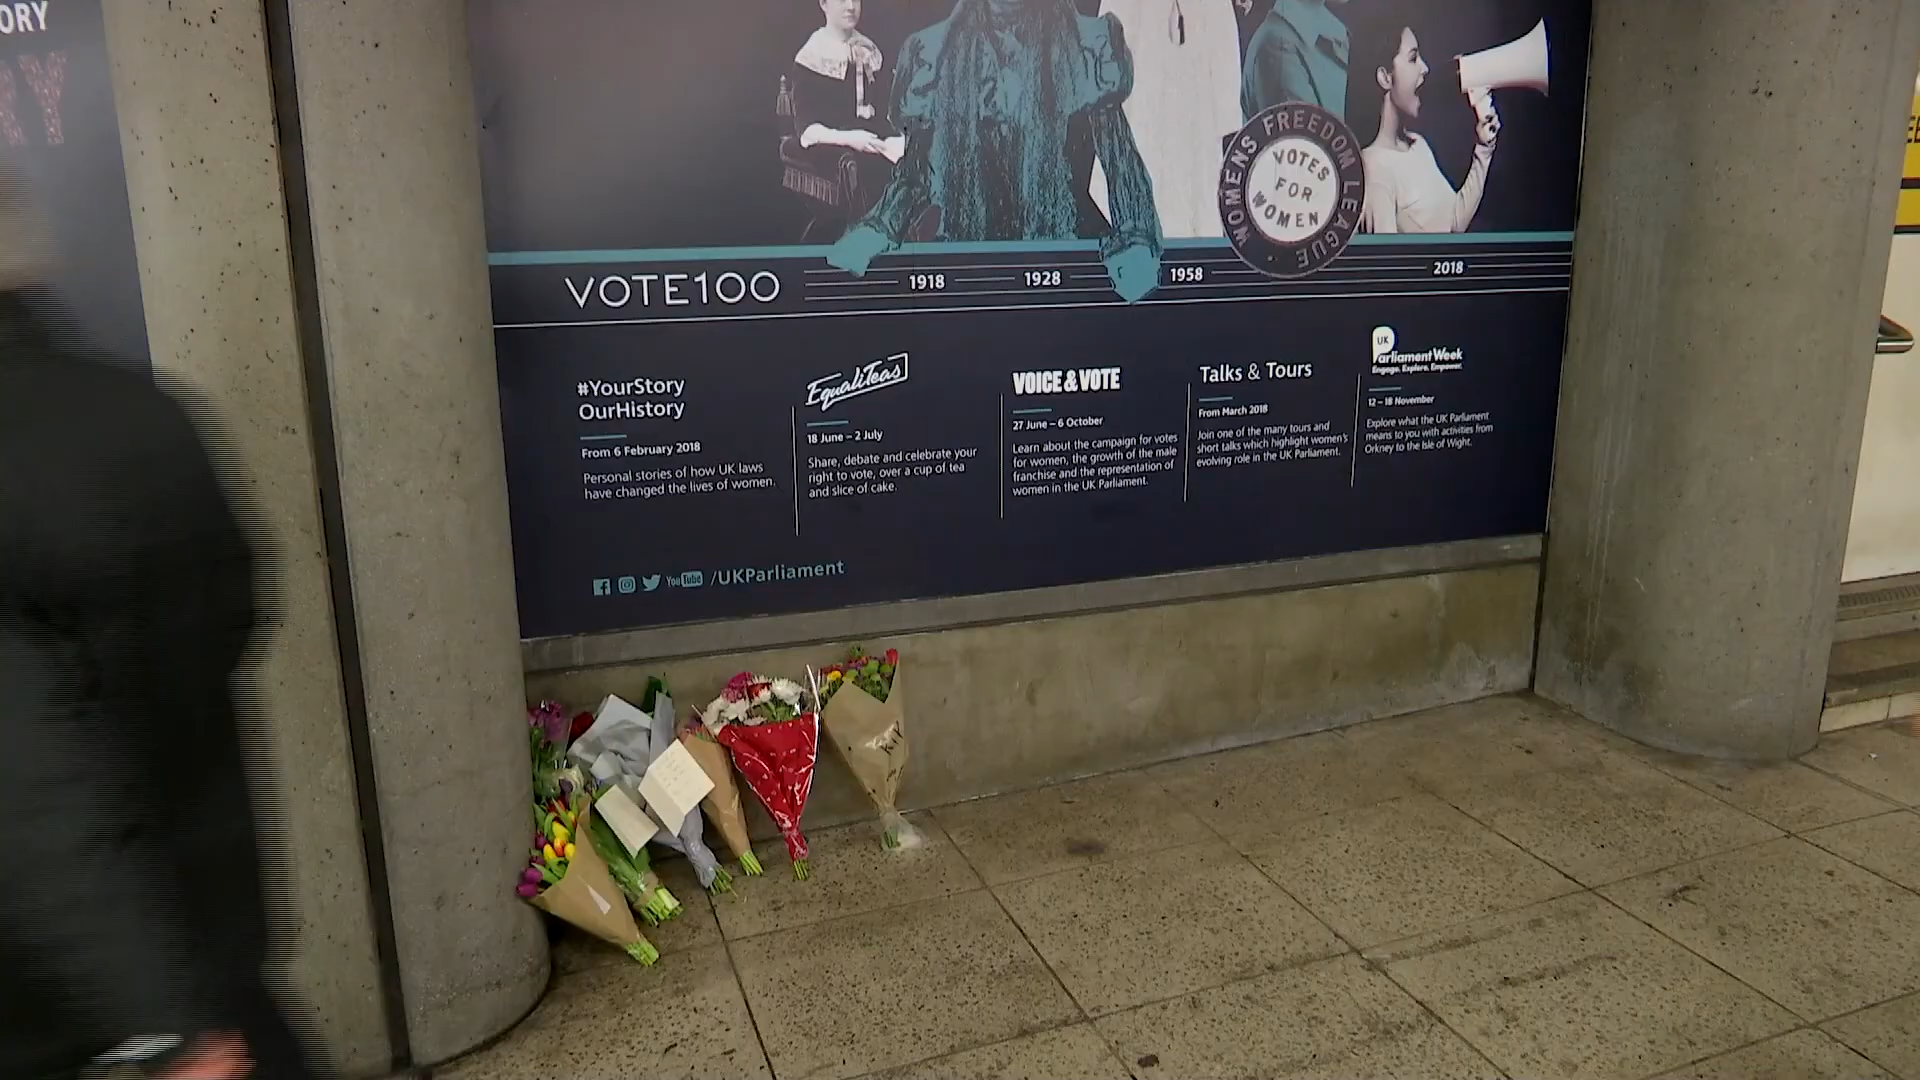 ORY
WOMENS FREEDOM LEAGUE
VOTES
FOR
WOMEN
VOTE100
1918
1928
1958
2018
#YourStory
OurHistory
From 6 February 2018
Personal stories of how UK laws
have changed the lives of women.
EqualiTeas
18 June – 2 July
Share, debate and celebrate your
right to vote, over a cup of tea
and slice of cake.
VOICE & VOTE
27 June – 6 October
Learn about the campaign for votes
for women, the growth of the male
franchise and the representation of
women in the UK Parliament.
Talks & Tours
From March 2018
Join one of the many tours and
short talks which highlight women's
evolving role in the UK Parliament.
UK
Parliament Week
Engage. Explore. Empower.
12 – 18 November
Explore what the UK Parliament
means to you with activities from
Orkney to the Isle of Wight.
YouTube /UKParliament
RIP